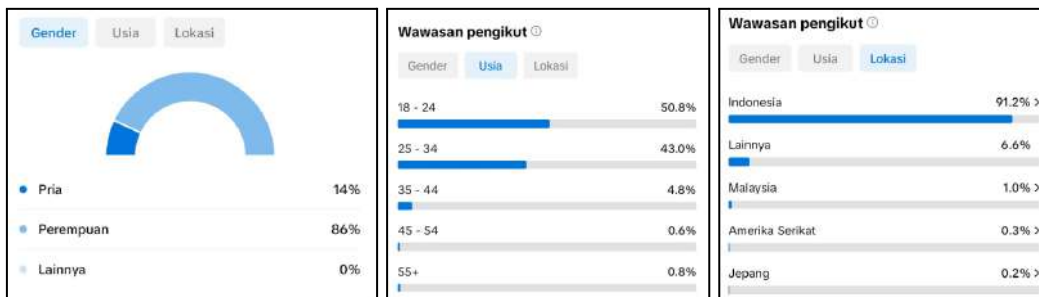 Gender Usia Lokasi
Pria 14%
Perempuan 86%
Lainnya 0%
Wawasan pengikut
Gender Usia Lokasi
18 - 24 50.8%
25 - 34 43.0%
35 - 44 4.8%
45 - 54 0.6%
55+ 0.8%
Wawasan pengikut
Gender Usia Lokasi
Indonesia 91.2% >
Lainnya 6.6%
Malaysia 1.0% >
Amerika Serikat 0.3% >
Jepang 0.2% >